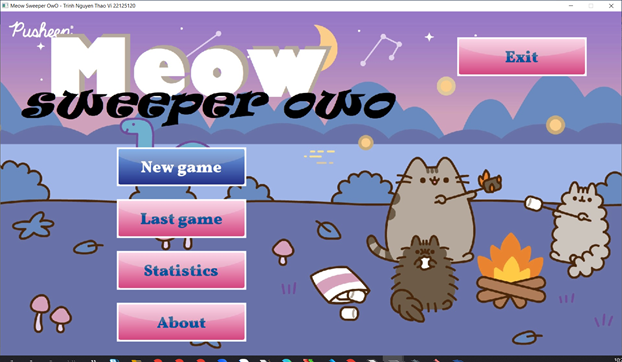 Meow Sweeper OwO - Trinh Nguyen Thao Vi 22125120
Pusheen
Meow
sweeper owo
Exit
New game
Last game
Statistics
About